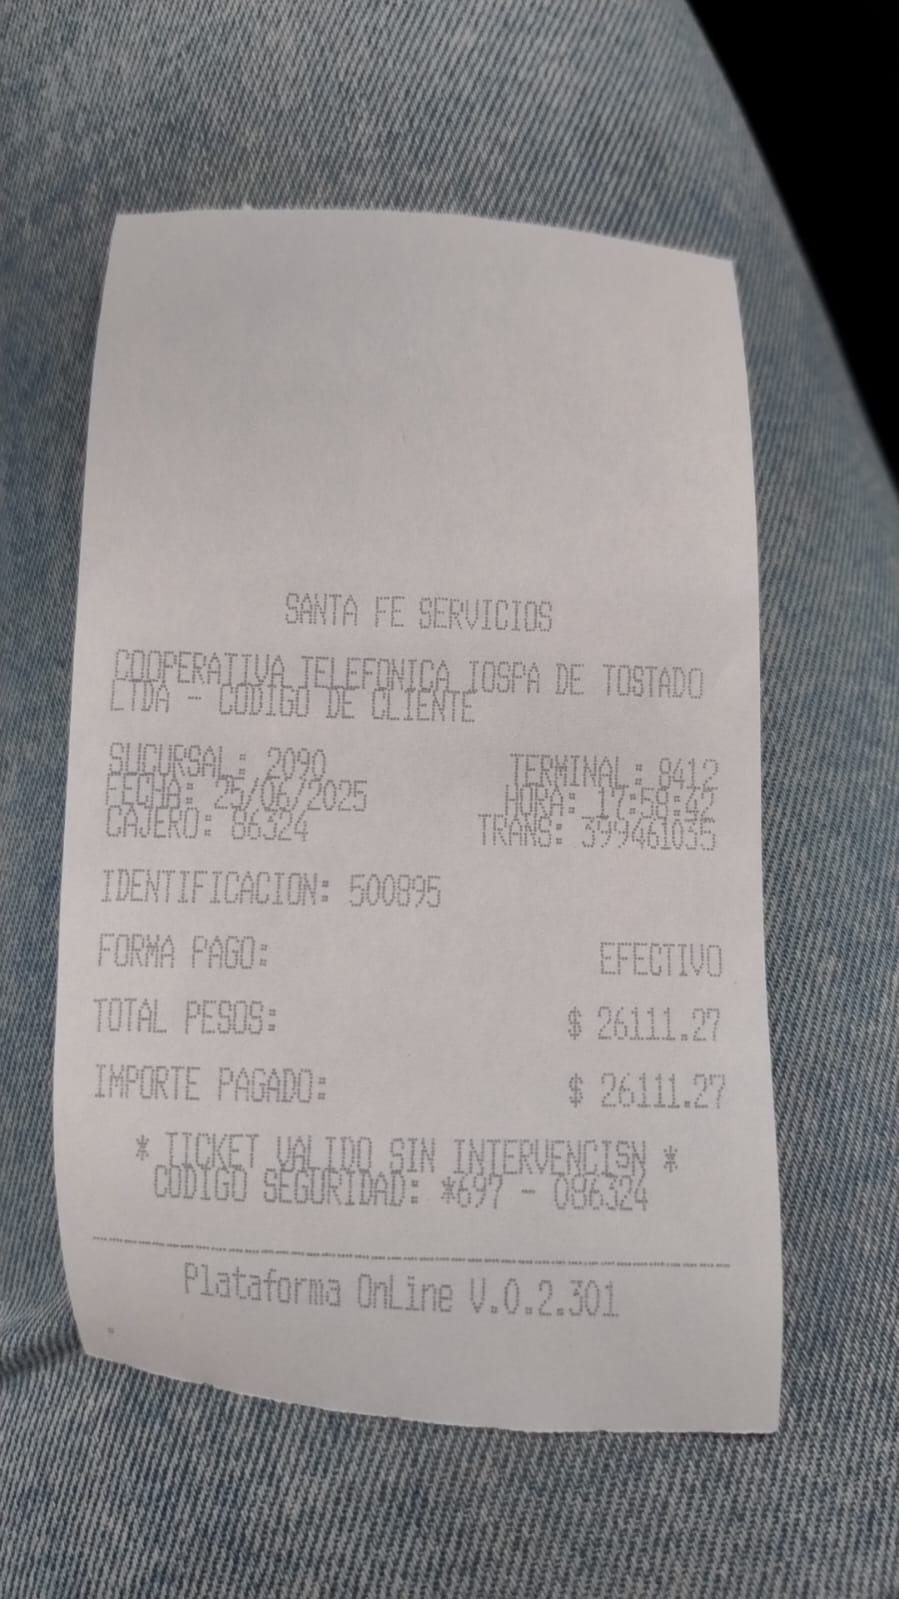 SANTA FE SERVICIOS
COOPERATIVA TELEFONICA IOSPA DE TOSTADO
LTDA - CODIGO DE CLIENTE
SUCURSAL: 2090 TERMINAL: 8412
FECHA: 25/06/2025 HORA: 17:58:42
CAJERO: 86324 TRANS: 399461035
IDENTIFICACION: 500895
FORMA PAGO: EFECTIVO
TOTAL PESOS: $ 26111.27
IMPORTE PAGADO: $ 26111.27
* TICKET VALIDO SIN INTERVENCISN *
CODIGO SEGURIDAD: *697 - 086324
Plataforma OnLine V.0.2.301